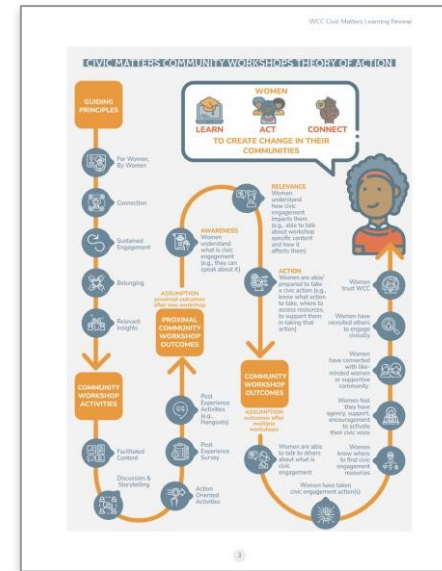 WCC Civic Matters Learning Review
CIVIC MATTERS COMMUNITY WORKSHOPS THEORY OF ACTION
GUIDING
PRINCIPLES
For Women,
By Women
Connection
Sustained
Engagement
Belonging
Relevant
Insights
COMMUNITY
WORKSHOP
ACTIVITIES
Facilitated
Content
Discussion &
Storytelling
Action
Oriented
Activities
Post
Experience
Survey
Post
Experience
Activities
(e.g.,
Hangouts)
PROXIMAL
COMMUNITY
WORKSHOP
OUTCOMES
ASSUMPTION
proximal outcomes
after one workshop
AWARENESS
Women
understand
what is civic
engagement
(e.g., they can
speak about it)
RELEVANCE
Women
understand
how civic
engagement
impacts them
(e.g., able to talk
about workshop
specific content
and how it
affects them)
ACTION
Women are able/
prepared to take
a civic action (e.g.,
know what action
to take, where to
access resources,
to support them
in taking that
action)
COMMUNITY
WORKSHOP
OUTCOMES
ASSUMPTION
outcomes after
multiple
workshops
Women are able
to talk to others
about what is
civic
engagement
Women have taken
civic engagement action(s)
Women
know where
to find civic
engagement
resources
Women feel
they have
agency, support,
encouragement
to activate
their civic voice
Women
have connected
with like-
minded women
or supportive
community
Women have
recruited others
to engage
civically
Women
trust WCC
WOMEN
LEARN ACT CONNECT
TO CREATE CHANGE IN THEIR
COMMUNITIES
3